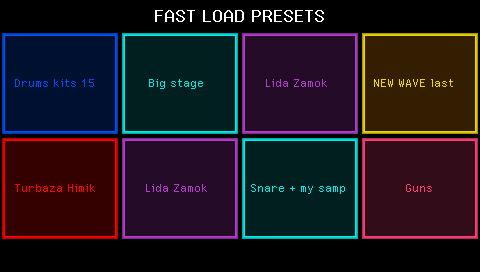 FAST LOAD PRESETS
Drums kits 15
Big stage
Lida Zamok
NEW WAVE last
Turbaza Himik
Lida Zamok
Snare + my samp
Guns